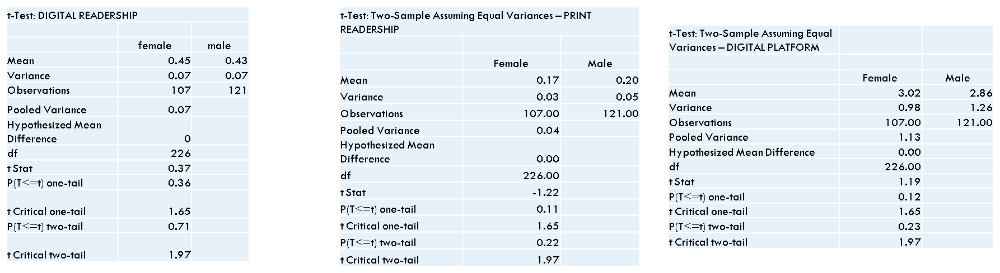 t-Test: DIGITAL READERSHIP
female male
Mean 0.45 0.43
Variance 0.07 0.07
Observations 107 121
Pooled Variance 0.07
Hypothesized Mean
Difference 0
df 226
t Stat 0.37
P(T<=t) one-tail 0.36
t Critical one-tail 1.65
P(T<=t) two-tail 0.71
t Critical two-tail 1.97
t-Test: Two-Sample Assuming Equal Variances – PRINT
READERSHIP
Female Male
Mean 0.17 0.20
Variance 0.03 0.05
Observations 107.00 121.00
Pooled Variance 0.04
Hypothesized Mean
Difference 0.00
df 226.00
t Stat -1.22
P(T<=t) one-tail 0.11
t Critical one-tail 1.65
P(T<=t) two-tail 0.22
t Critical two-tail 1.97
t-Test: Two-Sample Assuming Equal
Variances – DIGITAL PLATFORM
Female Male
Mean 3.02 2.86
Variance 0.98 1.26
Observations 107.00 121.00
Pooled Variance 1.13
Hypothesized Mean Difference 0.00
df 226.00
t Stat 1.19
P(T<=t) one-tail 0.12
t Critical one-tail 1.65
P(T<=t) two-tail 0.23
t Critical two-tail 1.97